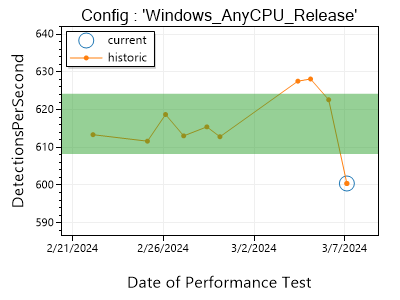 Config : 'Windows_AnyCPU_Release'
640
630
620
610
600
590
DetectionsPerSecond
current
historic
2/21/2024
2/26/2024
3/2/2024
3/7/2024
Date of Performance Test